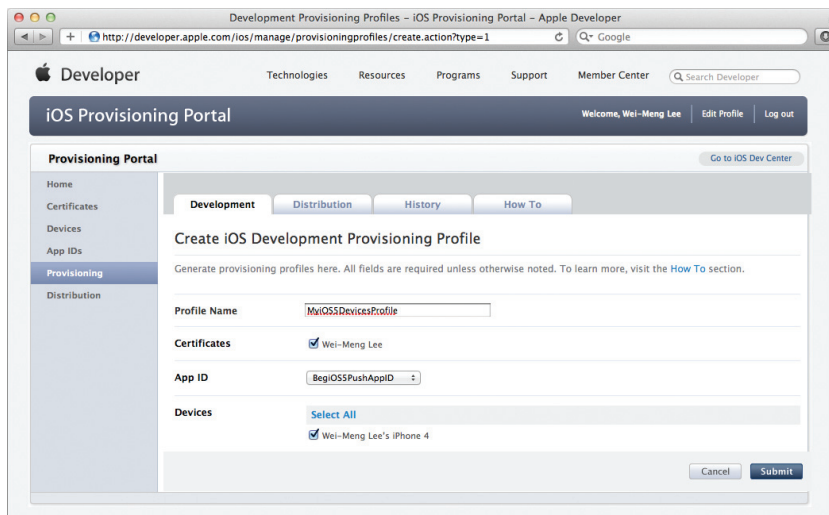 Development Provisioning Profiles – iOS Provisioning Portal – Apple Developer
http://developer.apple.com/ios/manage/provisioningprofiles/create.action?type=1
Google
Developer
Technologies Resources Programs Support Member Center Search Developer
iOS Provisioning Portal
Welcome, Wei-Meng Lee Edit Profile Log out
Provisioning Portal
Go to iOS Dev Center
Home
Certificates
Devices
App IDs
Provisioning
Distribution
Development Distribution History How To
Create iOS Development Provisioning Profile
Generate provisioning profiles here. All fields are required unless otherwise noted. To learn more, visit the How To section.
Profile Name MyiOS5DevicesProfile
Certificates Wei-Meng Lee
App ID BegiOS5PushAppID
Devices Select All
Wei-Meng Lee's iPhone 4
Cancel Submit